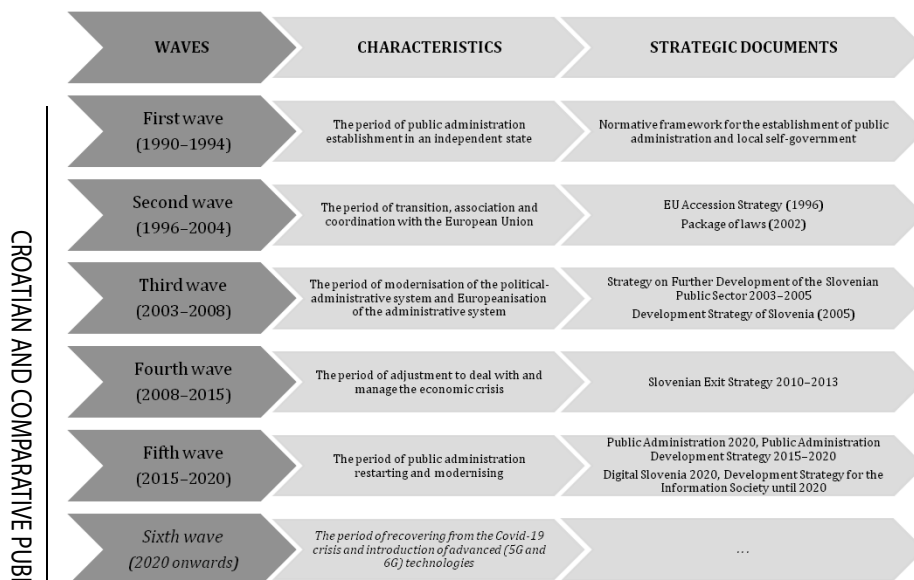 WAVES
CHARACTERISTICS
STRATEGIC DOCUMENTS
First wave
(1990–1994)
The period of public administration
establishment in an independent state
Normative framework for the establishment of public
administration and local self-government
Second wave
(1996–2004)
The period of transition, association and
coordination with the European Union
EU Accession Strategy (1996)
Package of laws (2002)
Third wave
(2003–2008)
The period of modernisation of the political-
administrative system and Europeanisation
of the administrative system
Strategy on Further Development of the Slovenian
Public Sector 2003–2005
Development Strategy of Slovenia (2005)
Fourth wave
(2008–2015)
The period of adjustment to deal with and
manage the economic crisis
Slovenian Exit Strategy 2010–2013
Fifth wave
(2015–2020)
The period of public administration
restarting and modernising
Public Administration 2020, Public Administration
Development Strategy 2015–2020
Digital Slovenia 2020, Development Strategy for the
Information Society until 2020
Sixth wave
(2020 onwards)
The period of recovering from the Covid-19
crisis and introduction of advanced (5G and
6G) technologies
...
CROATIAN AND COMPARATIVE PUBL